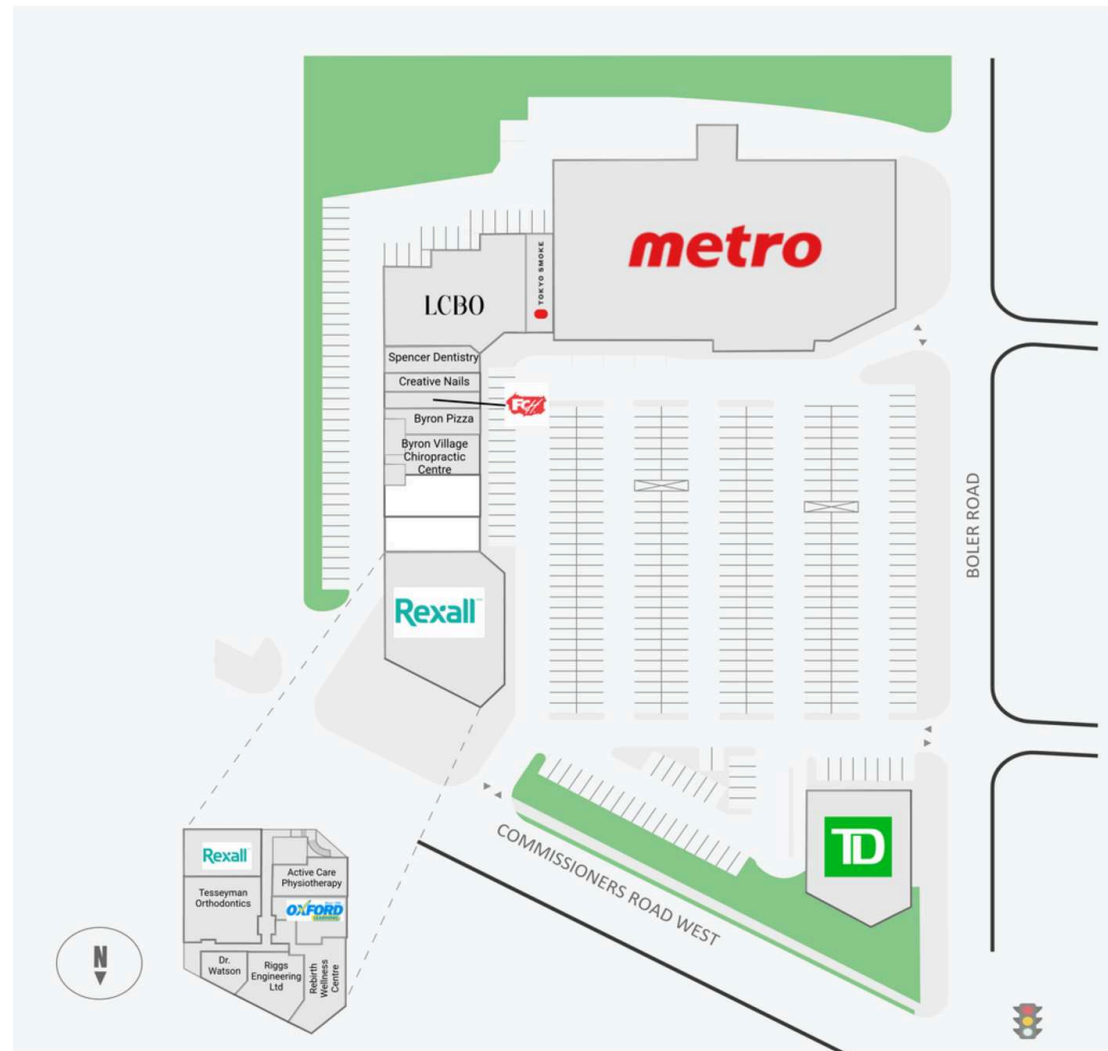 metro
TOKYO SMOKE
LCBO
Spencer Dentistry
Creative Nails
FCH
Byron Pizza
Byron Village
Chiropractic
Centre
Rexall
BOLER ROAD
COMMISSIONERS ROAD WEST
TD
Rexall
Active Care
Physiotherapy
Tesseyman
Orthodontics
OXFORD
Dr.
Watson
Riggs
Engineering
Ltd
Rebirth
Wellness
Centre
N